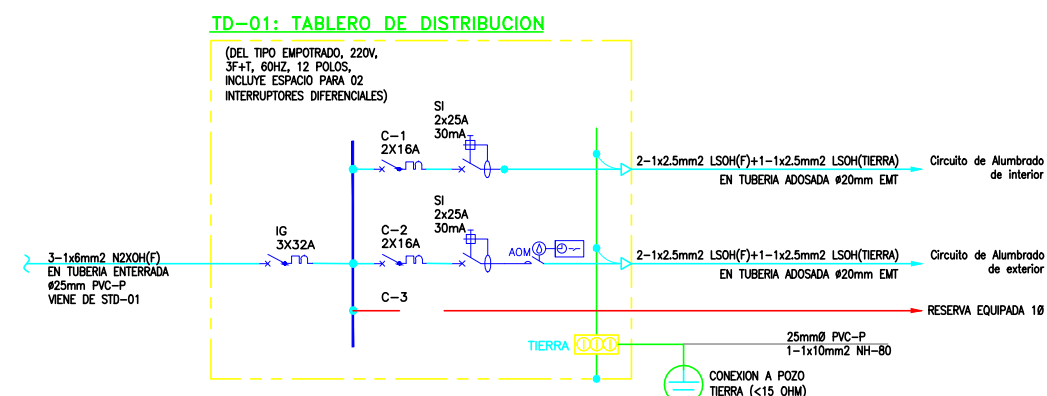 TD-01: TABLERO DE DISTRIBUCION
(DEL TIPO EMPOTRADO, 220V,
3F+T, 60HZ, 12 POLOS,
INCLUYE ESPACIO PARA 02
INTERRUPTORES DIFERENCIALES)
SI
2x25A
30mA
C-1
2X16A
2-1x2.5mm2 LSOH(F)+1-1x2.5mm2 LSOH(TIERRA)
EN TUBERIA ADOSADA Ø20mm EMT
Circuito de Alumbrado
de interior
SI
2x25A
30mA
IG
3X32A
C-2
2X16A
AOM
2-1x2.5mm2 LSOH(F)+1-1x2.5mm2 LSOH(TIERRA)
EN TUBERIA ADOSADA Ø20mm EMT
Circuito de Alumbrado
de exterior
3-1x6mm2 N2XOH(F)
EN TUBERIA ENTERRADA
Ø25mm PVC-P
VIENE DE STD-01
C-3
RESERVA EQUIPADA 1Ø
TIERRA
25mmØ PVC-P
1-1x10mm2 NH-80
CONEXION A POZO
TIERRA (<15 OHM)